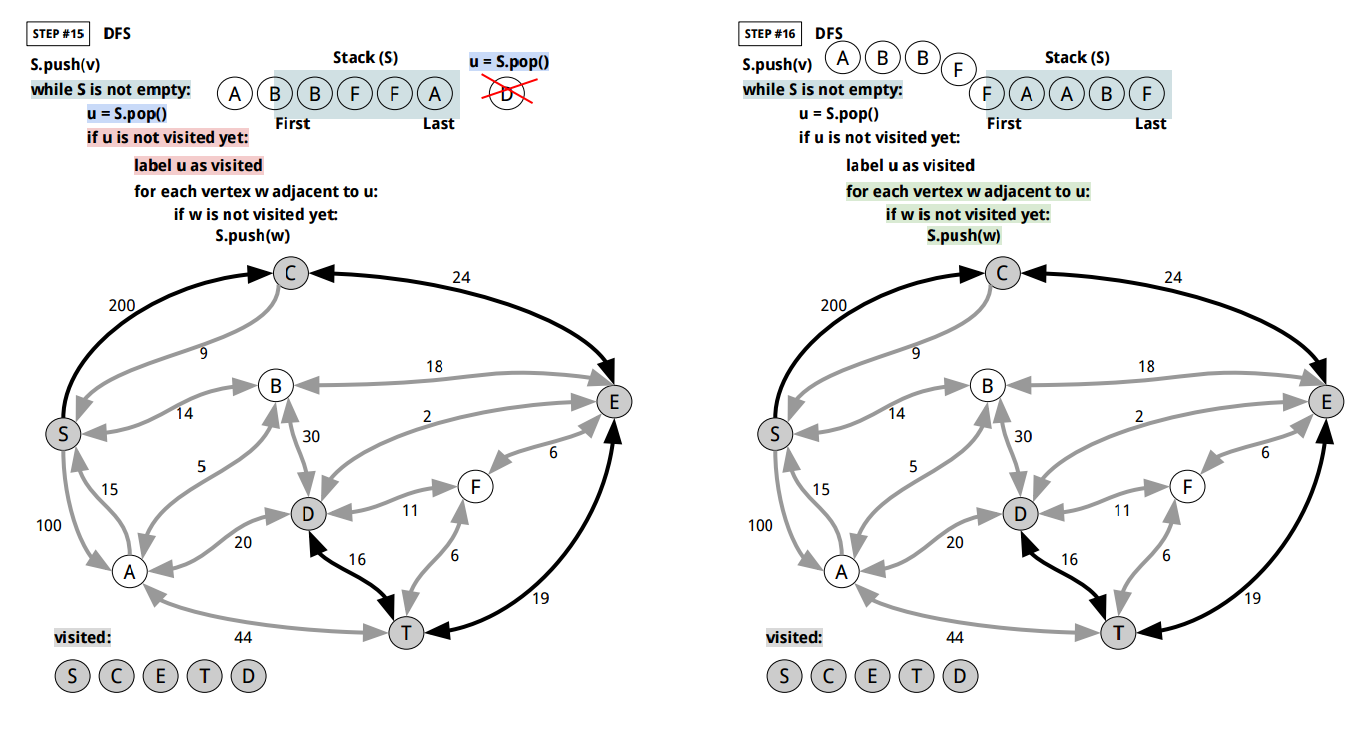 STEP #15 DFS
S.push(v)
while S is not empty:
u = S.pop()
if u is not visited yet:
label u as visited
for each vertex w adjacent to u:
if w is not visited yet:
S.push(w)
Stack (S)
A B B F F A
First Last
u = S.pop()
D
C
24
200
9
18
B
14
2
E
S
30
6
5
F
15
11
D
100
20
16
6
A
19
T
44
visited:
S C E T D
STEP #16 DFS
S.push(v)
while S is not empty:
u = S.pop()
if u is not visited yet:
label u as visited
for each vertex w adjacent to u:
if w is not visited yet:
S.push(w)
Stack (S)
A B B F
F A A B F
First Last
C
24
200
9
18
B
14
2
E
S
30
6
5
F
15
11
D
100
20
16
6
A
19
T
44
visited:
S C E T D